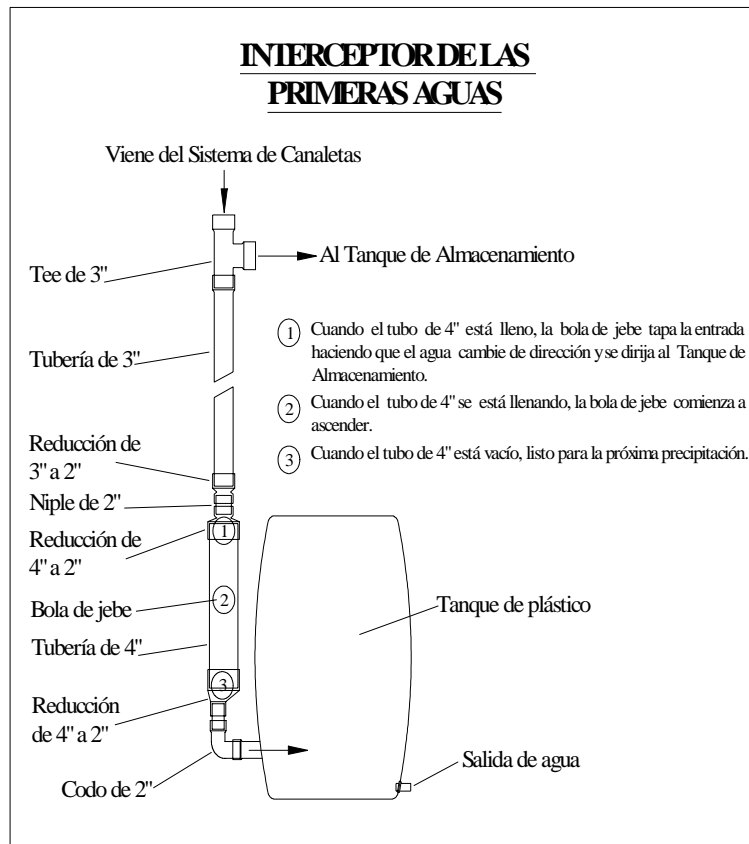 INTERCEPTOR DE LAS
PRIMERAS AGUAS
Viene del Sistema de Canaletas
Al Tanque de Almacenamiento
Tee de 3"
1 Cuando el tubo de 4" está lleno, la bola de jebe tapa la entrada
haciendo que el agua cambie de dirección y se dirija al Tanque de
Almacenamiento.
Tubería de 3"
2 Cuando el tubo de 4" se está llenando, la bola de jebe comienza a
ascender.
3 Cuando el tubo de 4" está vacío, listo para la próxima precipitación.
Reducción de
3" a 2"
Niple de 2"
Reducción de
4" a 2"
1
Bola de jebe
2
Tanque de plástico
Tubería de 4"
3
Reducción
de 4" a 2"
Codo de 2"
Salida de agua